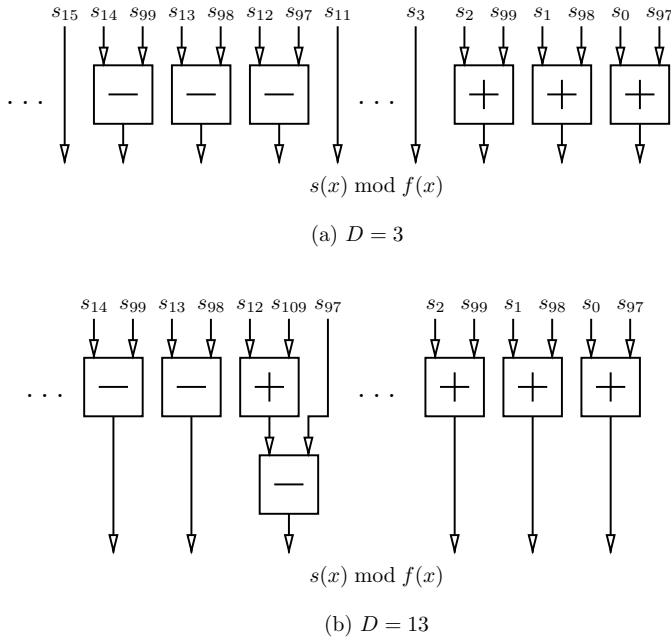 s₁₅ s₁₄ s₉₉ s₁₃ s₉₈ s₁₂ s₉₇ s₁₁ s₃ s₂ s₉₉ s₁ s₉₈ s₀ s₉₇
. . . — — — . . . + + +
s(x) mod f(x)
(a) D = 3
s₁₄ s₉₉ s₁₃ s₉₈ s₁₂ s₁₀₉ s₉₇ s₂ s₉₉ s₁ s₉₈ s₀ s₉₇
. . . — — + . . . + + +
—
s(x) mod f(x)
(b) D = 13